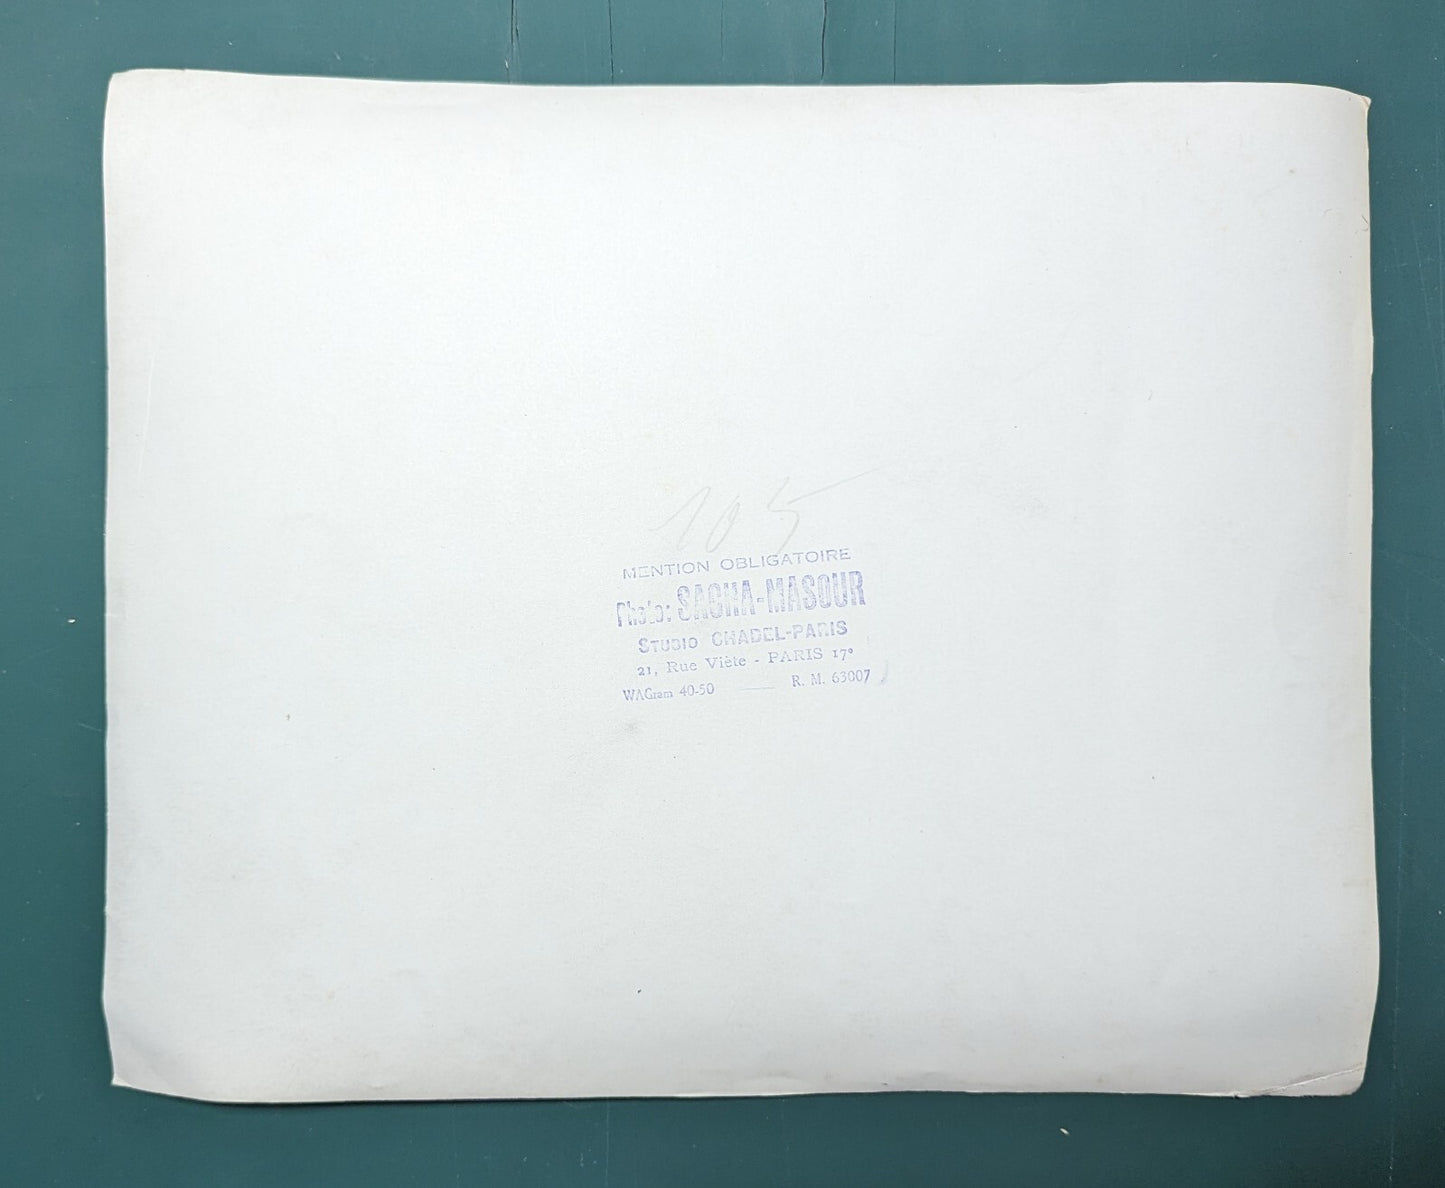 105
MENTION OBLIGATOIRE
Photo: SACHA-MASOUR
STUDIO CHADEL-PARIS
21, Rue Viète - PARIS 17e
WAGram 40-50 —— R. M. 63007